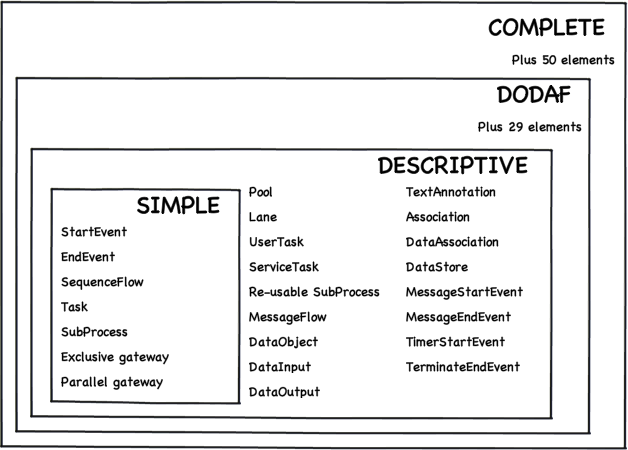 COMPLETE
Plus 50 elements
DODAF
Plus 29 elements
DESCRIPTIVE
SIMPLE
StartEvent
EndEvent
SequenceFlow
Task
SubProcess
Exclusive gateway
Parallel gateway
Pool
Lane
UserTask
ServiceTask
Re-usable SubProcess
MessageFlow
DataObject
DataInput
DataOutput
TextAnnotation
Association
DataAssociation
DataStore
MessageStartEvent
MessageEndEvent
TimerStartEvent
TerminateEndEvent